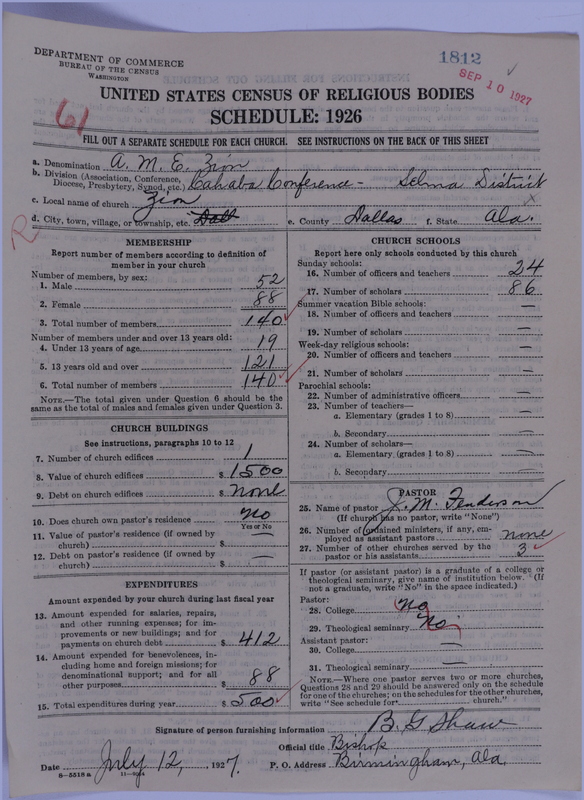 1812
SEP 10 1927
DEPARTMENT OF COMMERCE
BUREAU OF THE CENSUS
WASHINGTON
UNITED STATES CENSUS OF RELIGIOUS BODIES
SCHEDULE: 1926
61
FILL OUT A SEPARATE SCHEDULE FOR EACH CHURCH. SEE INSTRUCTIONS ON THE BACK OF THIS SHEET
a. Denomination A. M. E. Zion
b. Division (Association, Conference, Diocese, Presbytery, Synod, etc.) Cahaba Conference - Selma District
c. Local name of church Zion
R
d. City, town, village, or township, etc. Dall e. County Dallas f. State Ala.
MEMBERSHIP
Report number of members according to definition of member in your church
Number of members, by sex:
1. Male 52
2. Female 88
3. Total number of members 140
Number of members under and over 13 years old:
4. Under 13 years of age 19
5. 13 years old and over 121
6. Total number of members 140
NOTE.—The total given under Question 6 should be the same as the total of males and females given under Question 3.
CHURCH BUILDINGS
See instructions, paragraphs 10 to 12
7. Number of church edifices 1
8. Value of church edifices $ 1500
9. Debt on church edifices $ none
10. Does church own pastor's residence No
Yes or No
11. Value of pastor's residence (if owned by church) $ —
12. Debt on pastor's residence (if owned by church) $ —
EXPENDITURES
Amount expended by your church during last fiscal year
13. Amount expended for salaries, repairs, and other running expenses; for improvements or new buildings; and for payments on church debt $ 412
14. Amount expended for benevolences, including home and foreign missions; for denominational support; and for all other purposes $ 88
15. Total expenditures during year $ 500
CHURCH SCHOOLS
Report here only schools conducted by this church
Sunday schools:
16. Number of officers and teachers 24
17. Number of scholars 86
Summer vacation Bible schools:
18. Number of officers and teachers —
19. Number of scholars —
Week-day religious schools:
20. Number of officers and teachers —
21. Number of scholars —
Parochial schools:
22. Number of administrative officers —
23. Number of teachers—
a. Elementary (grades 1 to 8) —
b. Secondary —
24. Number of scholars—
a. Elementary (grades 1 to 8) —
b. Secondary —
PASTOR
25. Name of pastor J. M. Fenderson
(If church has no pastor, write "None")
26. Number of ordained ministers, if any, employed as assistant pastors none
27. Number of other churches served by the pastor or his assistants 3
If pastor (or assistant pastor) is a graduate of a college or theological seminary, give name of institution below. (If not a graduate, write "No" in the space indicated.)
Pastor:
28. College No
29. Theological seminary No
Assistant pastor:
30. College —
31. Theological seminary —
NOTE.—Where one pastor serves two or more churches, Questions 28 and 29 should be answered only on the schedule for one of the churches; on the schedules for the other churches, write "See schedule for church."
Signature of person furnishing information B. G. Shaw
Official title Bishop
Date July 12, 1927. P. O. Address Birmingham, Ala.
8-5518 a